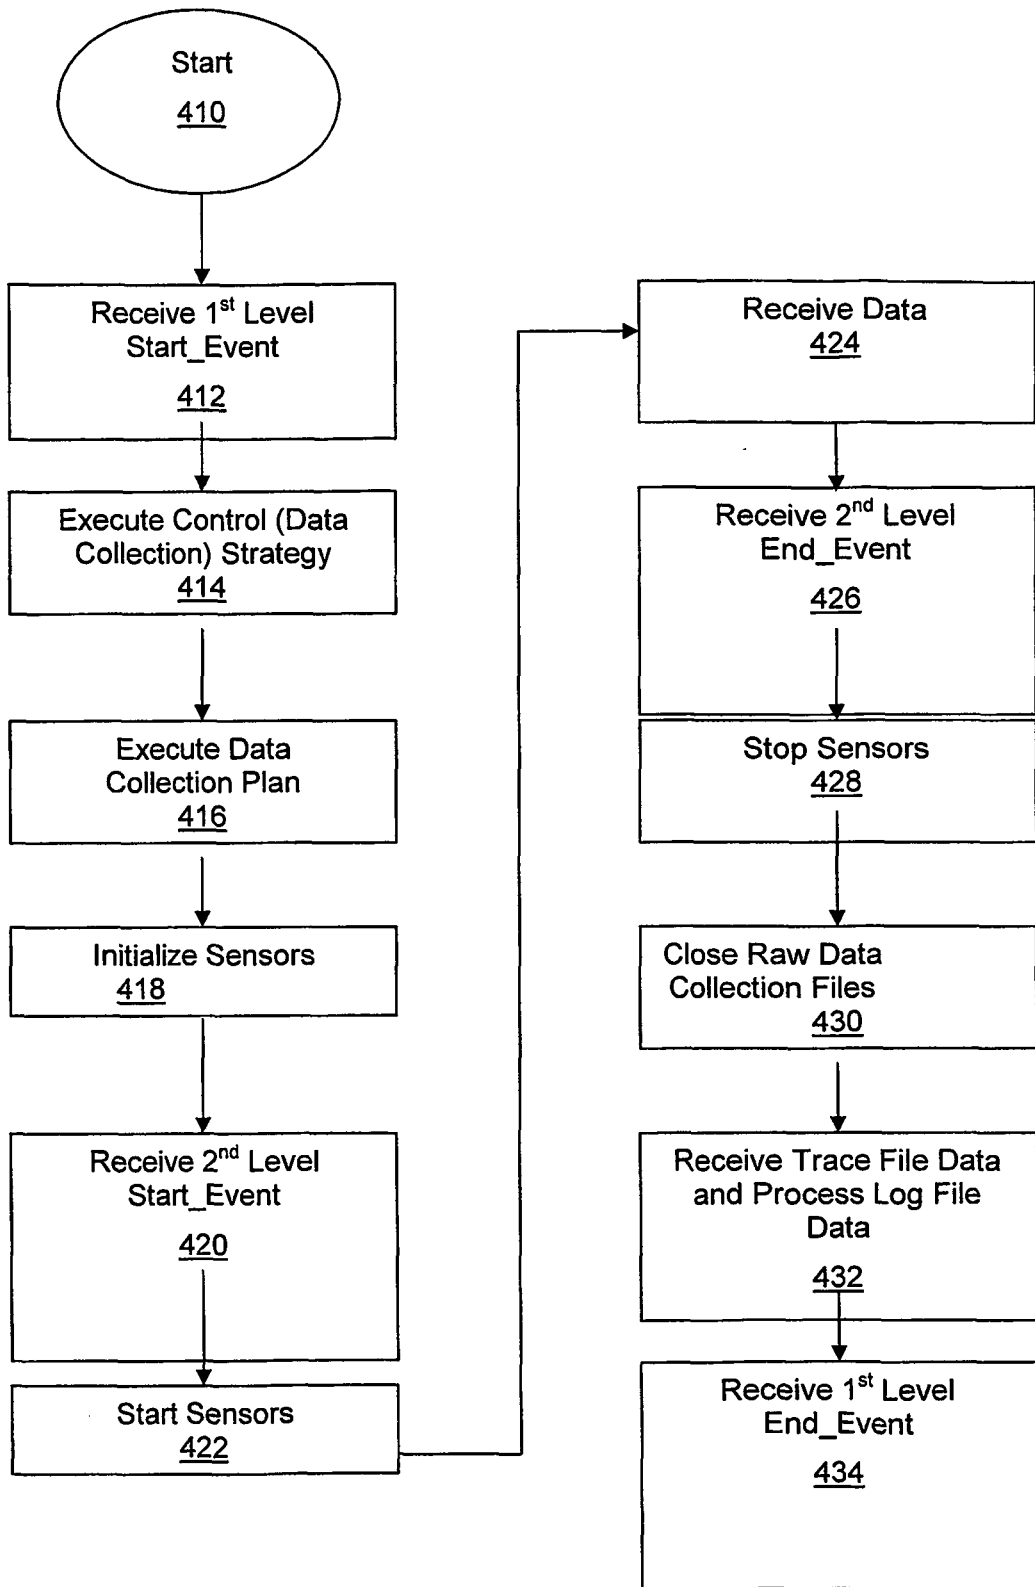 Start
410
Receive 1st Level
Start_Event
412
Execute Control (Data
Collection) Strategy
414
Execute Data
Collection Plan
416
Initialize Sensors
418
Receive 2nd Level
Start_Event
420
Start Sensors
422
Receive Data
424
Receive 2nd Level
End_Event
426
Stop Sensors
428
Close Raw Data
Collection Files
430
Receive Trace File Data
and Process Log File
Data
432
Receive 1st Level
End_Event
434